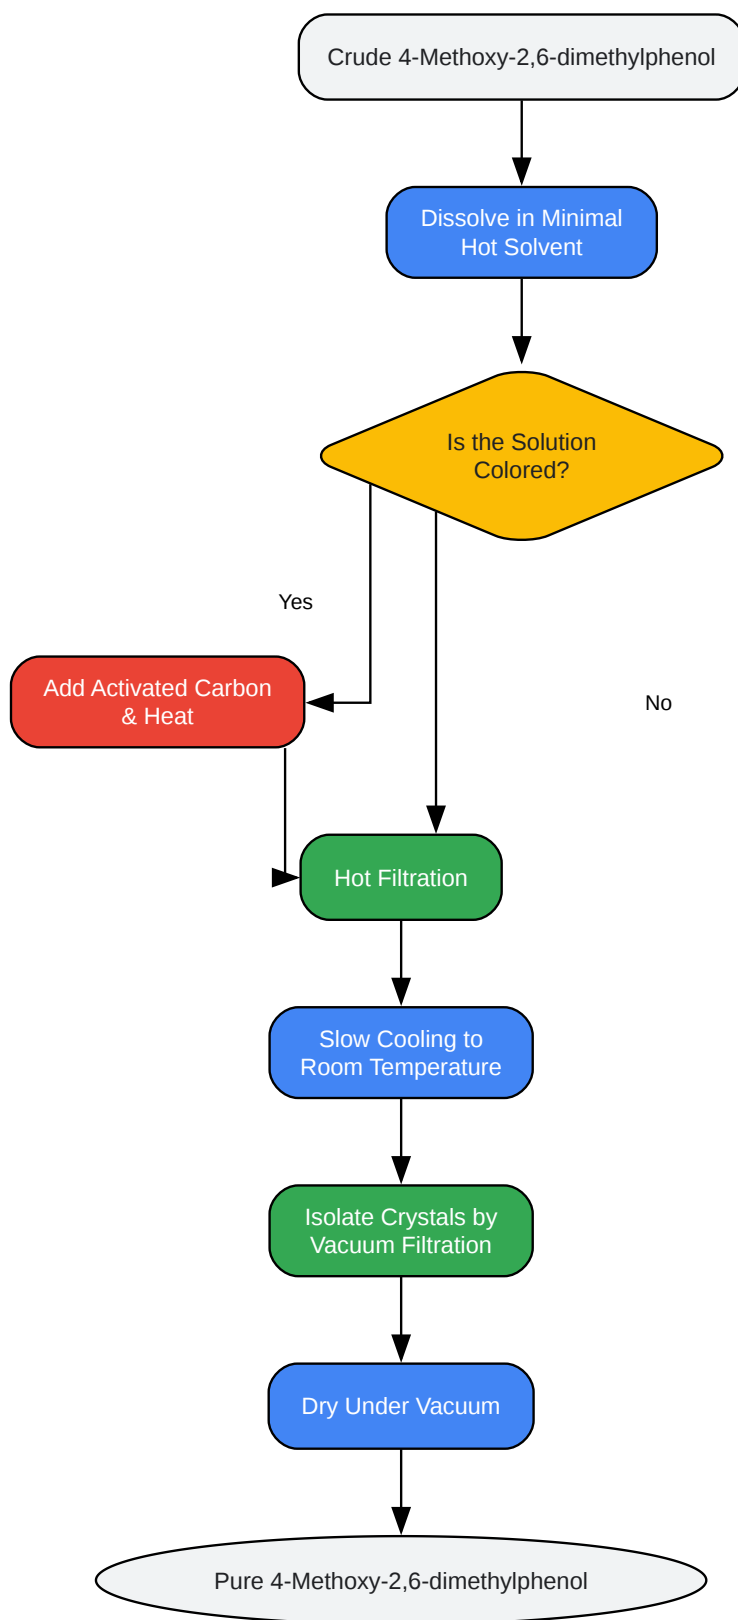 Crude 4-Methoxy-2,6-dimethylphenol
Dissolve in Minimal
Hot Solvent
Is the Solution
Colored?
Yes
Add Activated Carbon
& Heat
No
Hot Filtration
Slow Cooling to
Room Temperature
Isolate Crystals by
Vacuum Filtration
Dry Under Vacuum
Pure 4-Methoxy-2,6-dimethylphenol